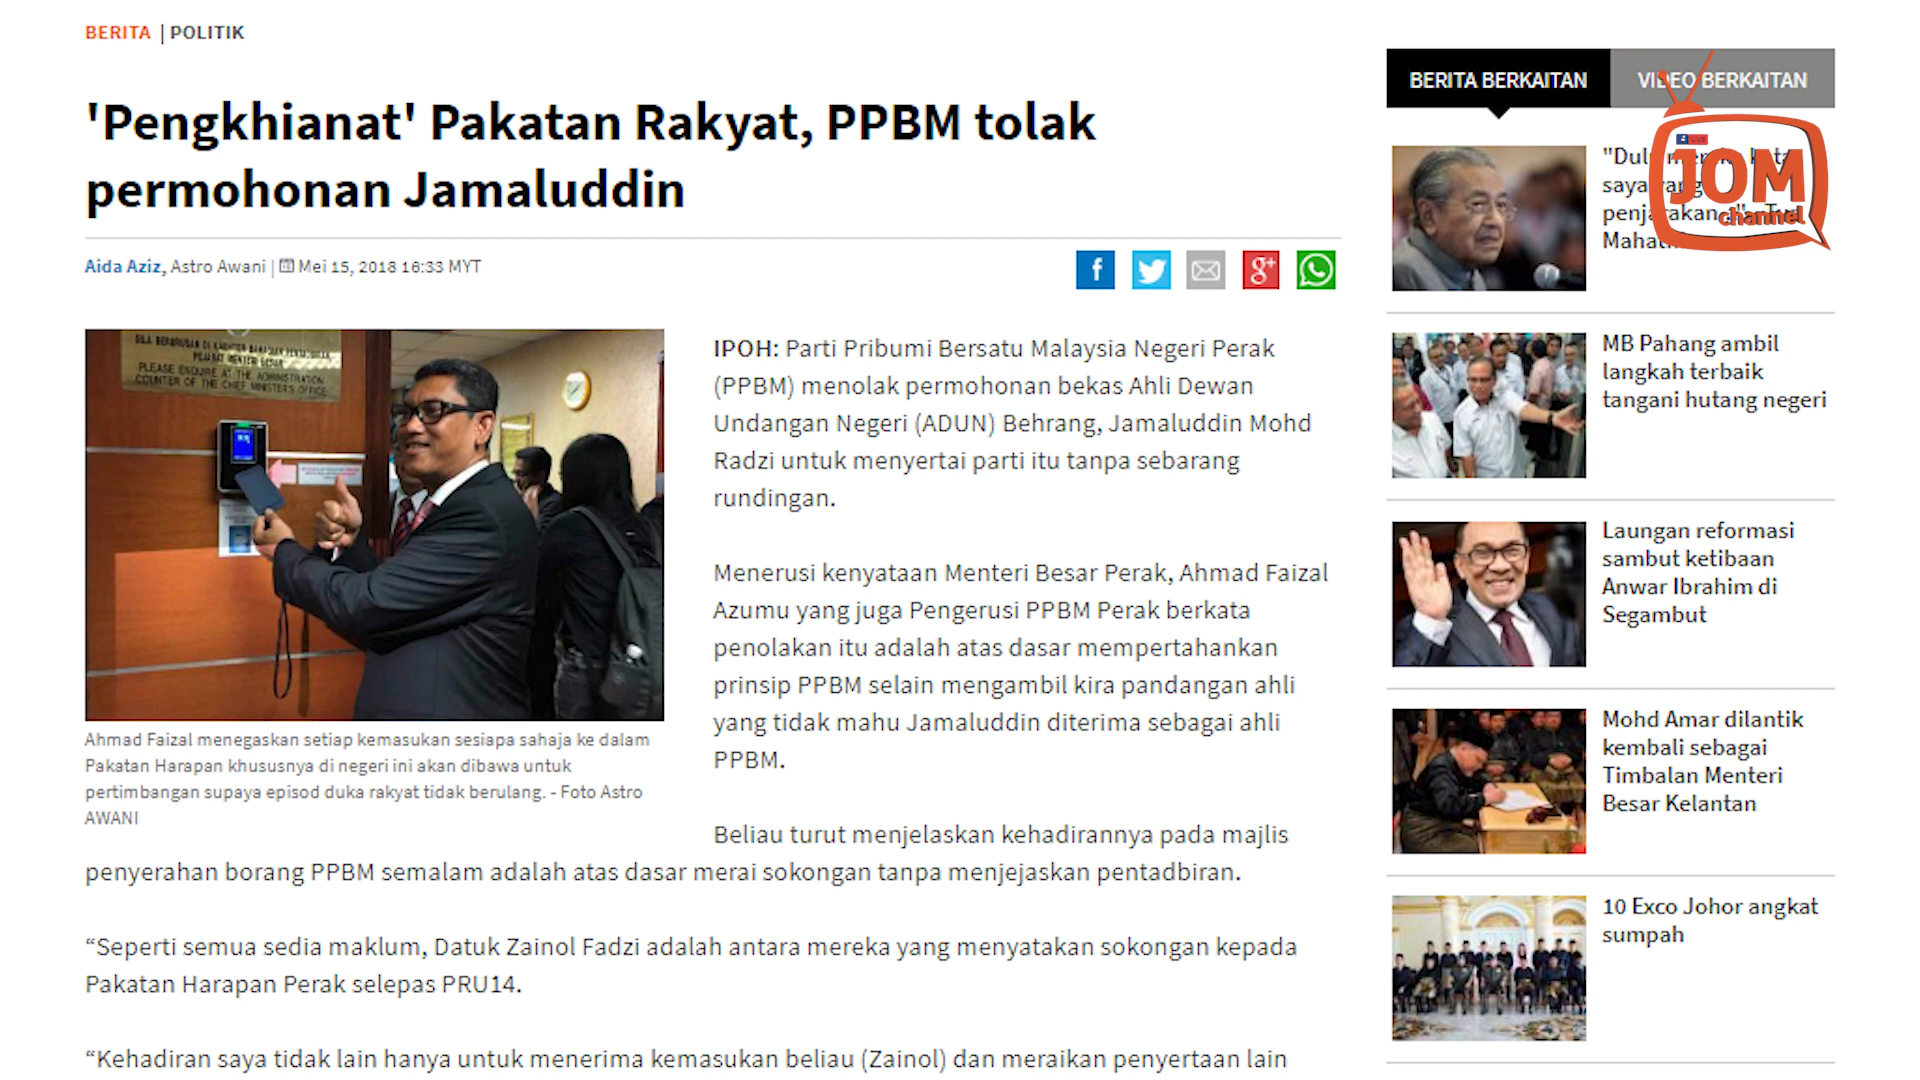 BERITA | POLITIK
'Pengkhianat' Pakatan Rakyat, PPBM tolak
permohonan Jamaluddin
Aida Aziz, Astro Awani | Mei 15, 2018 16:33 MYT
SILA BERURUSAN DI KAUNTER
PEJABAT MENTERI BESAR
PLEASE ENQUIRE AT THE ADMINISTRATION
COUNTER OF THE CHIEF MINISTER'S OFFICE
Ahmad Faizal menegaskan setiap kemasukan sesiapa sahaja ke dalam
Pakatan Harapan khususnya di negeri ini akan dibawa untuk
pertimbangan supaya episod duka rakyat tidak berulang. - Foto Astro
AWANI
IPOH: Parti Pribumi Bersatu Malaysia Negeri Perak
(PPBM) menolak permohonan bekas Ahli Dewan
Undangan Negeri (ADUN) Behrang, Jamaluddin Mohd
Radzi untuk menyertai parti itu tanpa sebarang
rundingan.
Menerusi kenyataan Menteri Besar Perak, Ahmad Faizal
Azumu yang juga Pengerusi PPBM Perak berkata
penolakan itu adalah atas dasar mempertahankan
prinsip PPBM selain mengambil kira pandangan ahli
yang tidak mahu Jamaluddin diterima sebagai ahli
PPBM.
Beliau turut menjelaskan kehadirannya pada majlis
penyerahan borang PPBM semalam adalah atas dasar merai sokongan tanpa menjejaskan pentadbiran.
“Seperti semua sedia maklum, Datuk Zainol Fadzi adalah antara mereka yang menyatakan sokongan kepada
Pakatan Harapan Perak selepas PRU14.
“Kehadiran saya tidak lain hanya untuk menerima kemasukan beliau (Zainol) dan meraikan penyertaan lain
BERITA BERKAITAN
VIDEO BERKAITAN
LIVE
JOM
channel
saya yang
MB Pahang ambil
langkah terbaik
tangani hutang negeri
Laungan reformasi
sambut ketibaan
Anwar Ibrahim di
Segambut
Mohd Amar dilantik
kembali sebagai
Timbalan Menteri
Besar Kelantan
10 Exco Johor angkat
sumpah